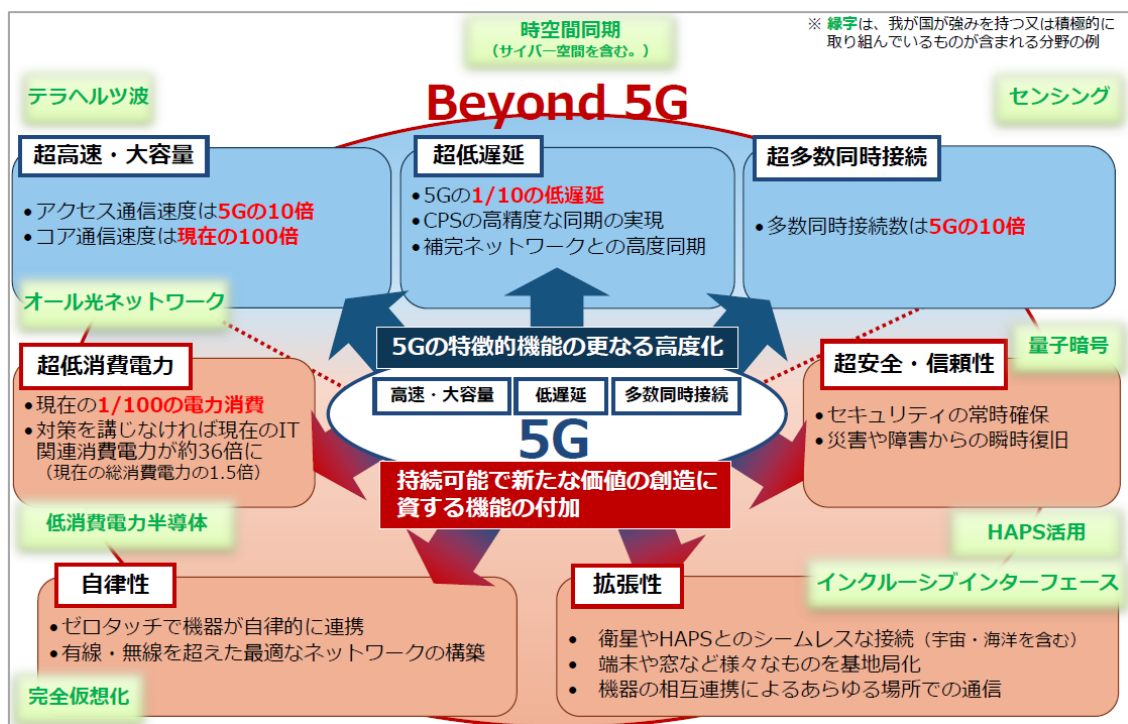 時空間同期
（サイバー空間を含む。）
※ 緑字は、我が国が強みを持つ又は積極的に
取り組んでいるものが含まれる分野の例
テラヘルツ波
Beyond 5G
センシング
超高速・大容量
•アクセス通信速度は5Gの10倍
•コア通信速度は現在の100倍
超低遅延
•5Gの1/10の低遅延
•CPSの高精度な同期の実現
•補完ネットワークとの高度同期
超多数同時接続
•多数同時接続数は5Gの10倍
オール光ネットワーク
5Gの特徴的機能の更なる高度化
量子暗号
高速・大容量
低遅延
多数同時接続
5G
超低消費電力
•現在の1/100の電力消費
•対策を講じなければ現在のIT
関連消費電力が約36倍に
（現在の総消費電力の1.5倍）
超安全・信頼性
•セキュリティの常時確保
•災害や障害からの瞬時復旧
持続可能で新たな価値の創造に
資する機能の付加
低消費電力半導体
HAPS活用
自律性
•ゼロタッチで機器が自律的に連携
•有線・無線を超えた最適なネットワークの構築
完全仮想化
拡張性
インクルーシブインターフェース
• 衛星やHAPSとのシームレスな接続（宇宙・海洋を含む）
• 端末や窓など様々なものを基地局化
• 機器の相互連携によるあらゆる場所での通信